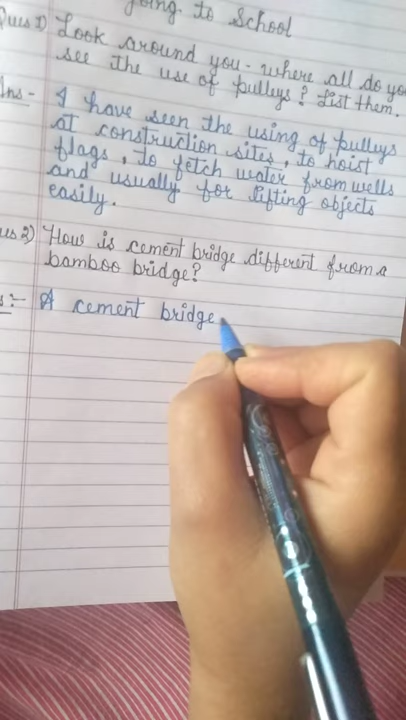 going to School
Ques 1) Look around you - where all do yo
see the use of pulleys? List them.
Ans - I have seen the using of pulleys
at construction sites, to hoist
flags, to fetch water from wells
and usually for lifting objects
easily.
ues 2) How is cement bridge different from a
bamboo bridge?
s :- A cement bridge